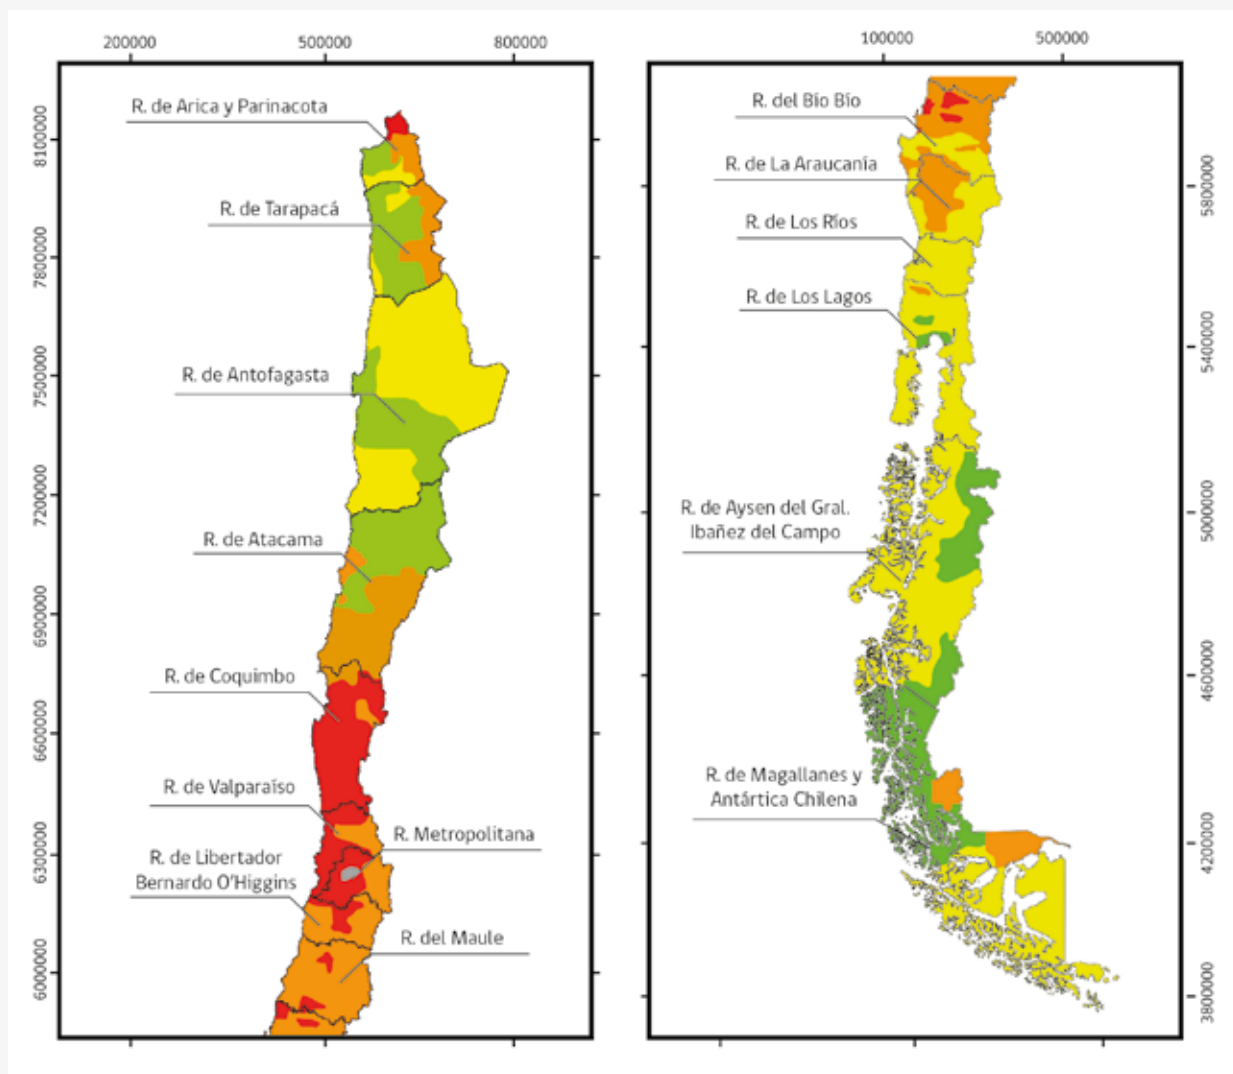 200000
500000
800000
8100000
7800000
7500000
7200000
6900000
6600000
6300000
6000000
R. de Arica y Parinacota
R. de Tarapacá
R. de Antofagasta
R. de Atacama
R. de Coquimbo
R. de Valparaíso
R. Metropolitana
R. de Libertador
Bernardo O'Higgins
R. del Maule
100000
500000
R. del Bío Bío
R. de La Araucanía
R. de Los Ríos
R. de Los Lagos
R. de Aysen del Gral.
Ibañez del Campo
R. de Magallanes y
Antártica Chilena
5800000
5400000
5000000
4600000
4200000
3800000